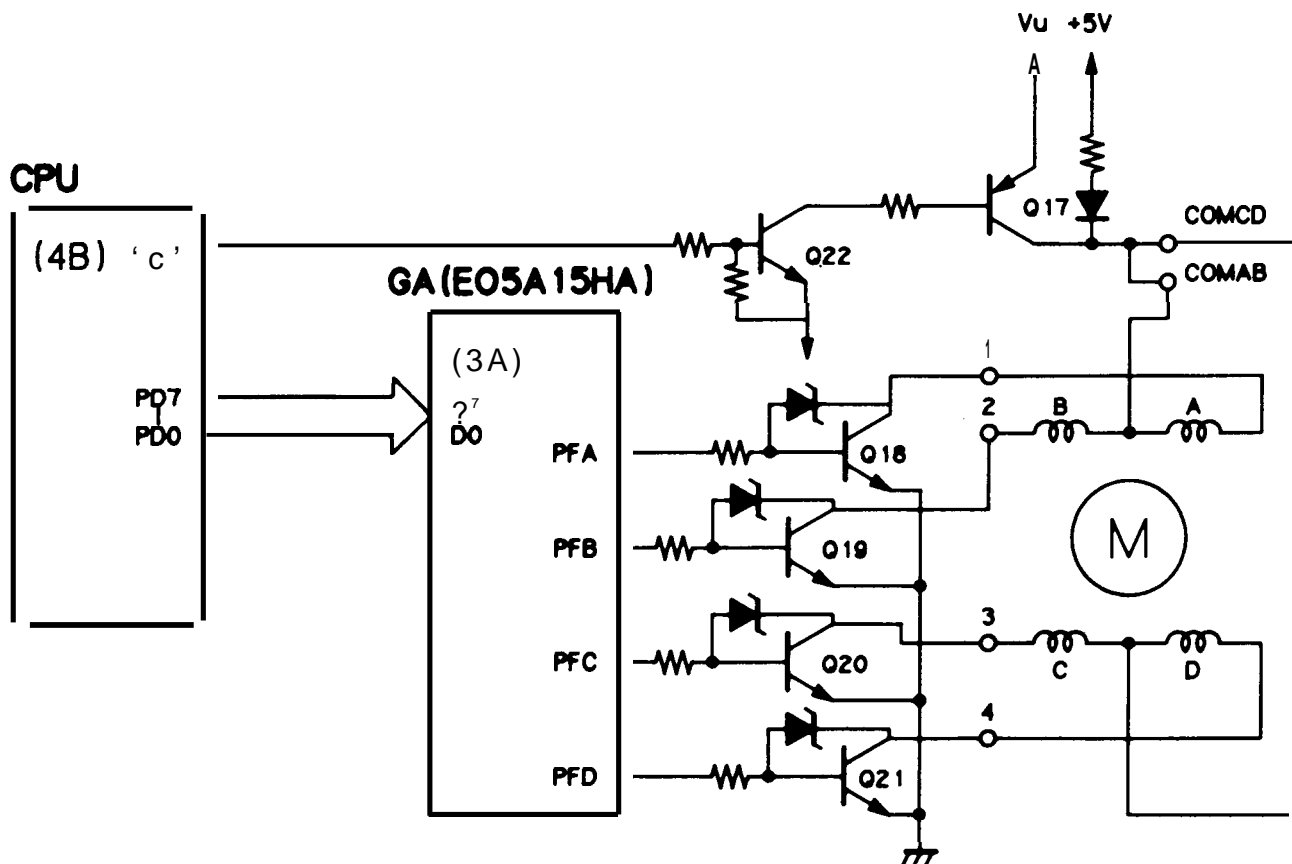 Vu +5V
A
CPU
(4B) 'c'
Q17
COMCD
Q22
COMAB
GA(E05A15HA)
(3A)
1
PD7
PD0
?7
D0
2
B
A
PFA
Q18
PFB
Q19
M
3
PFC
Q20
C
D
4
PFD
Q21